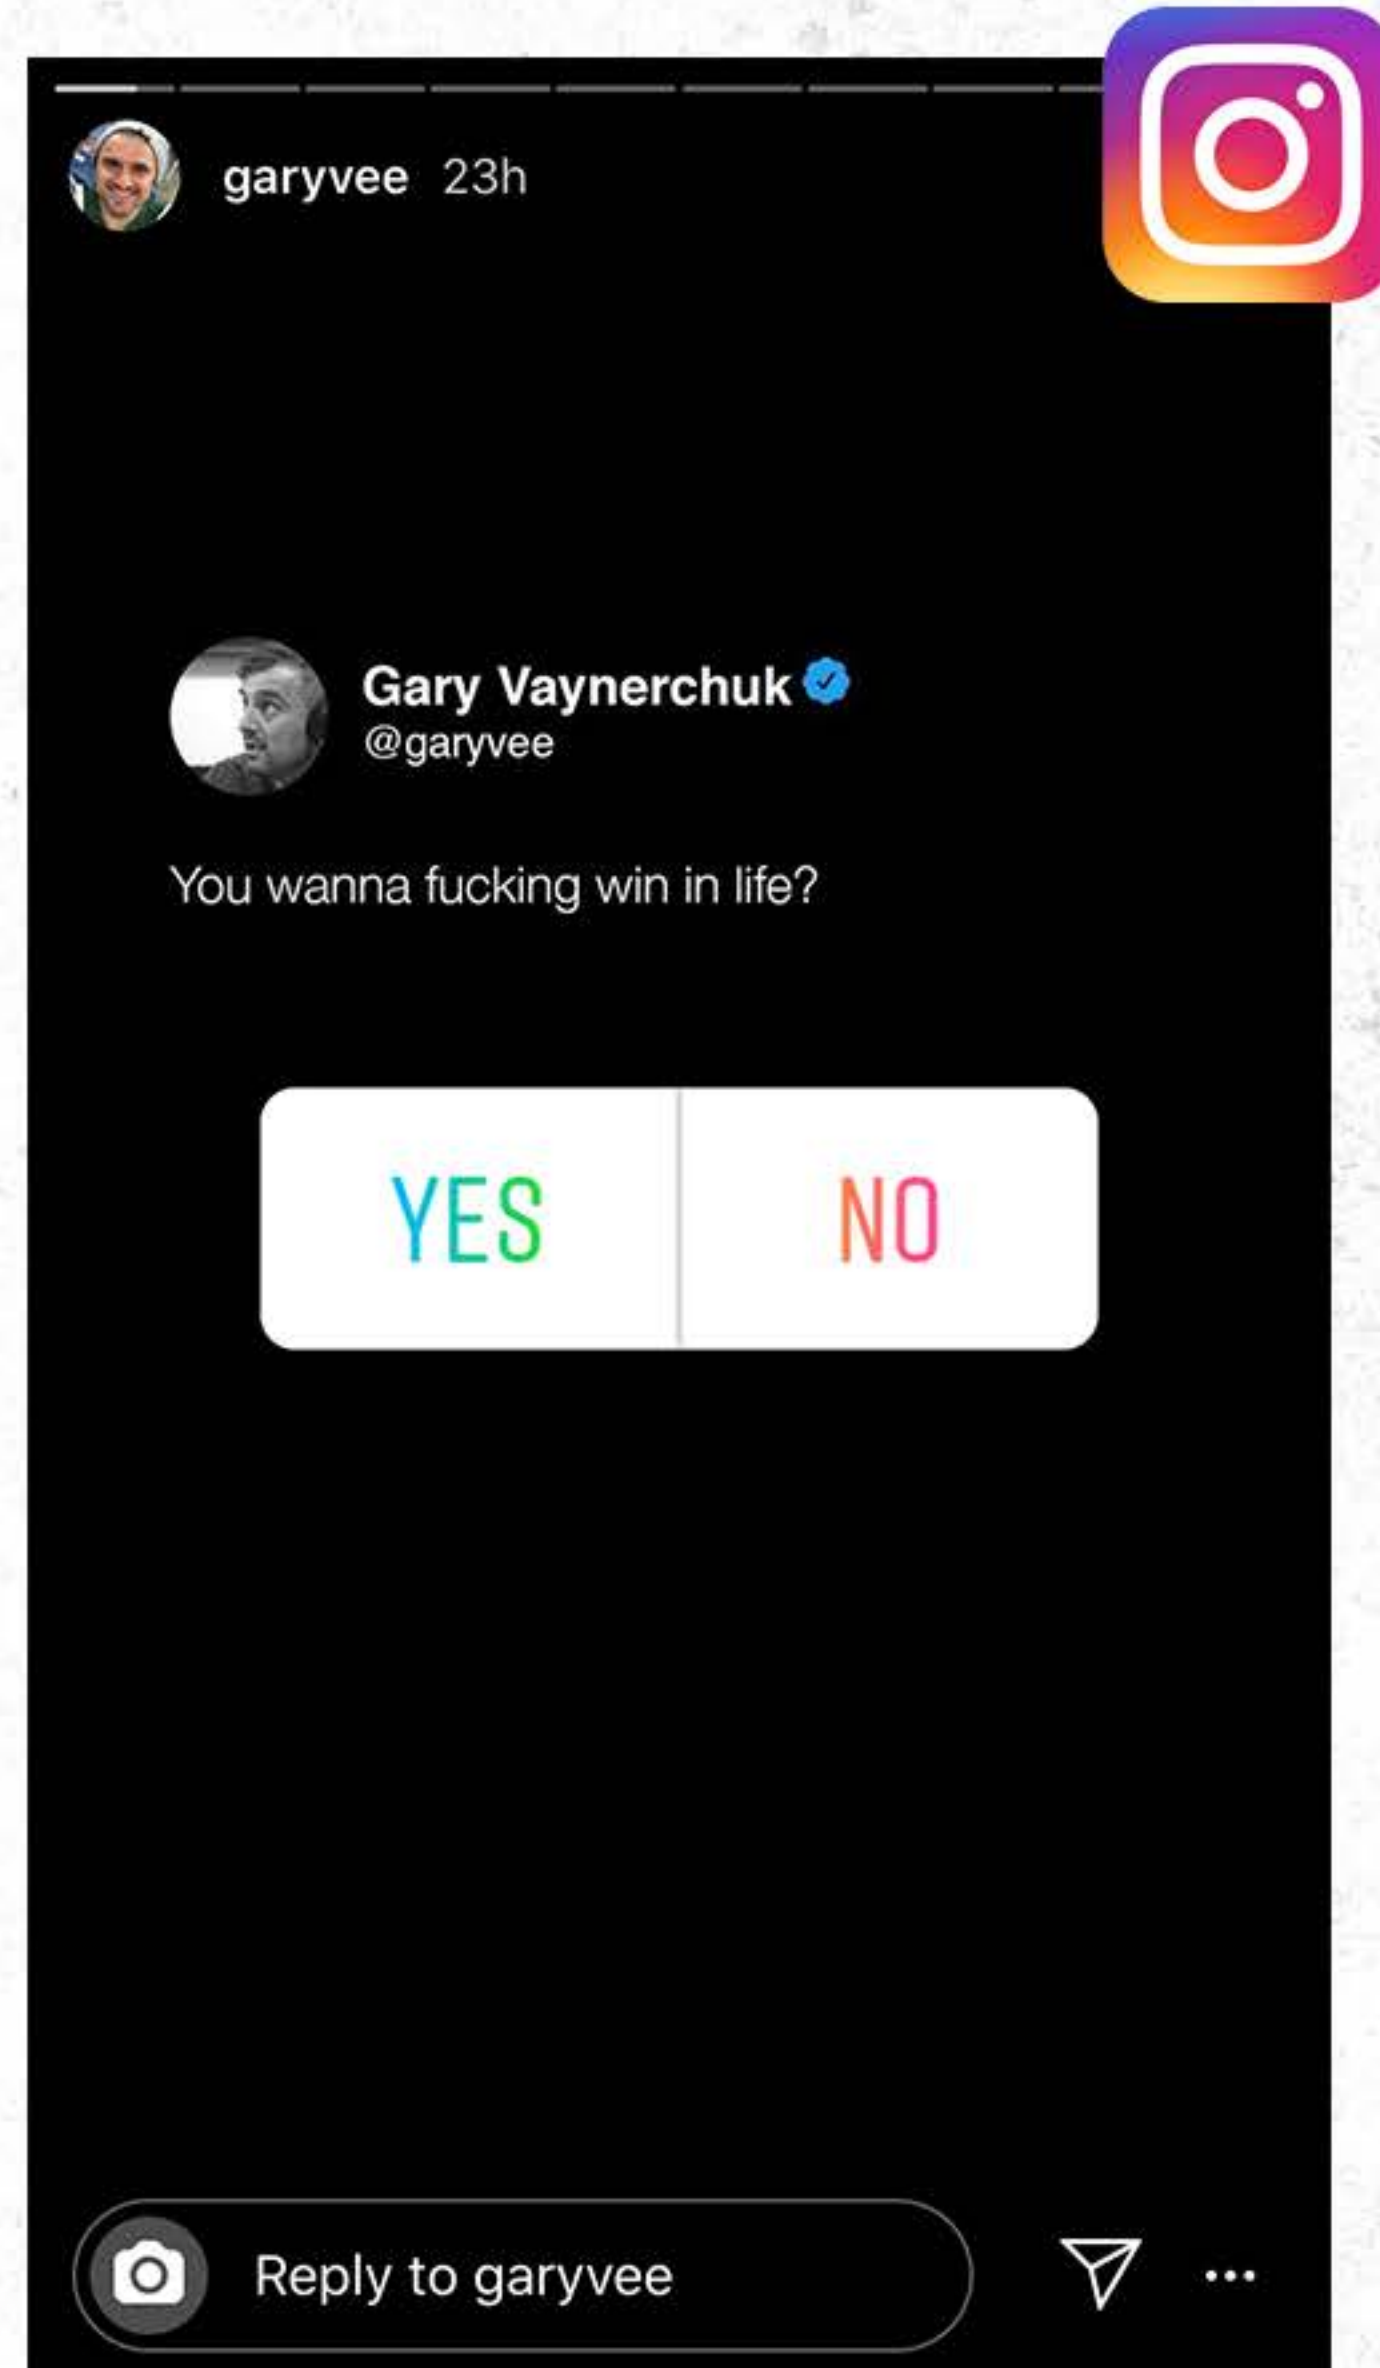 garyvee 23h
Gary Vaynerchuk
@garyvee
You wanna fucking win in life?
YES NO
Reply to garyvee